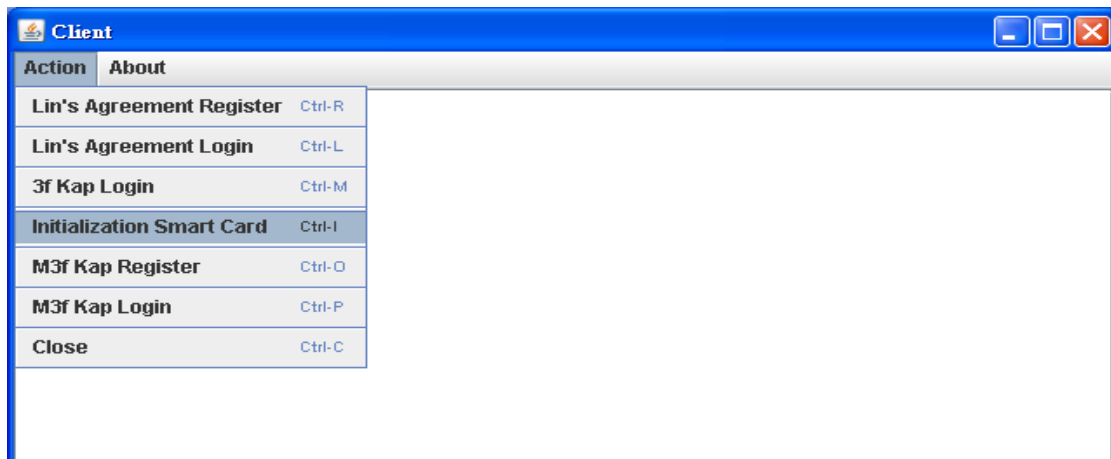 Client
Action About
Lin's Agreement Register Ctrl-R
Lin's Agreement Login Ctrl-L
3f Kap Login Ctrl-M
Initialization Smart Card Ctrl-I
M3f Kap Register Ctrl-O
M3f Kap Login Ctrl-P
Close Ctrl-C